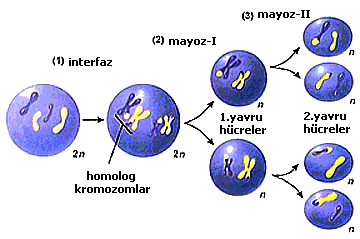 (1) interfaz
(2) mayoz-I
(3) mayoz-II
2n
homolog
kromozomlar
2n
n
1.yavru
hücreler
n
n
n
2.yavru
hücreler
n
n